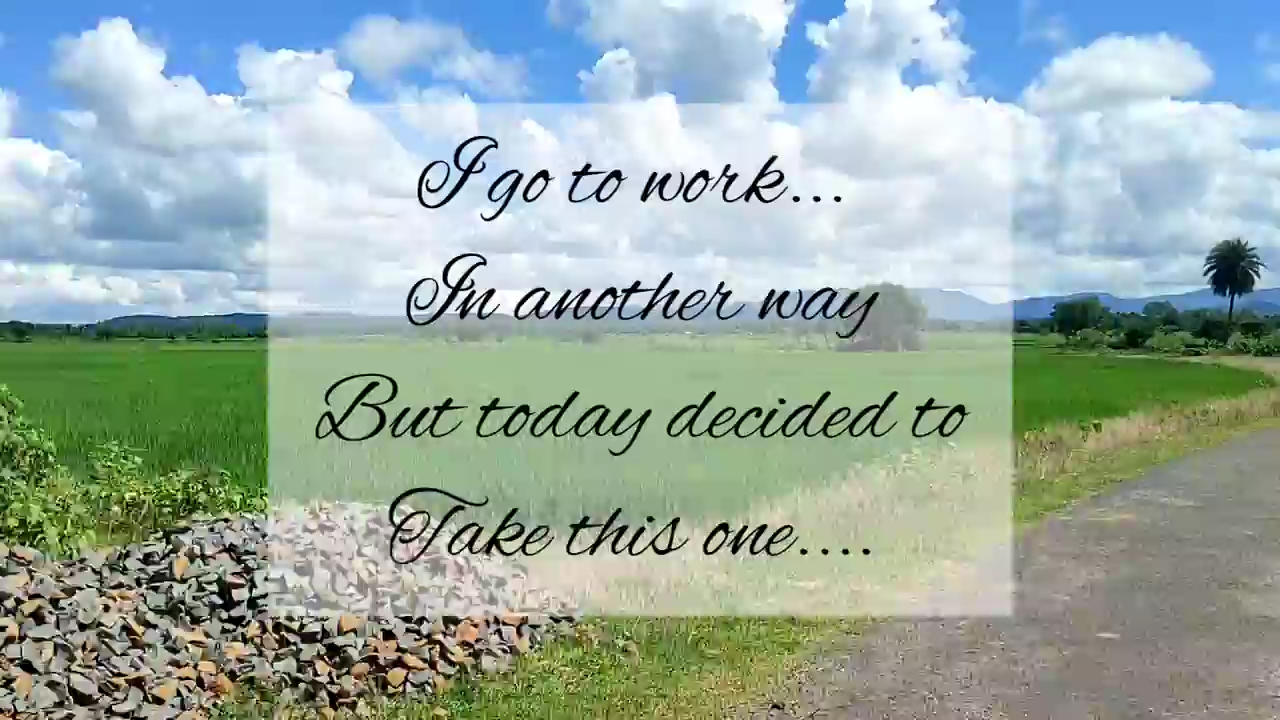 I go to work...
In another way
But today decided to
Take this one....